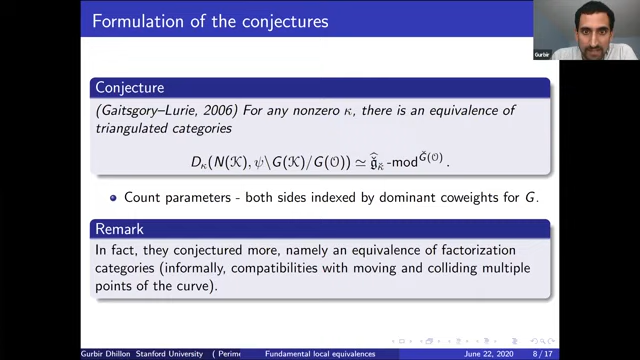 Formulation of the conjectures
Gurbir
Conjecture
(Gaitsgory–Lurie, 2006) For any nonzero κ, there is an equivalence of
triangulated categories
D_κ(N(𝒦), ψ\G(𝒦)/G(𝒪)) ≃ \widehat{ǧ}_κ̌ -mod^{Ǧ(𝒪)} .
Count parameters - both sides indexed by dominant coweights for G.
Remark
In fact, they conjectured more, namely an equivalence of factorization
categories (informally, compatibilities with moving and colliding multiple
points of the curve).
Gurbir Dhillon Stanford University ( Perime Fundamental local equivalences June 22, 2020 8 / 17